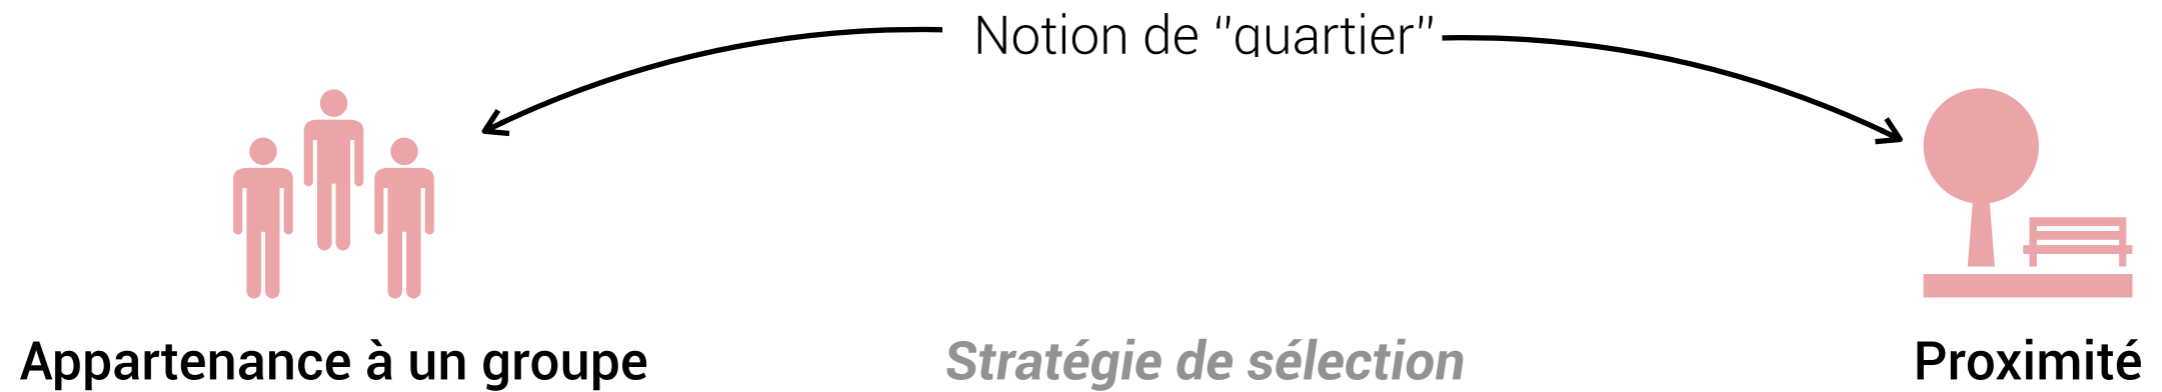 Notion de ‘’quartier’’
Appartenance à un groupe
Stratégie de sélection
Proximité